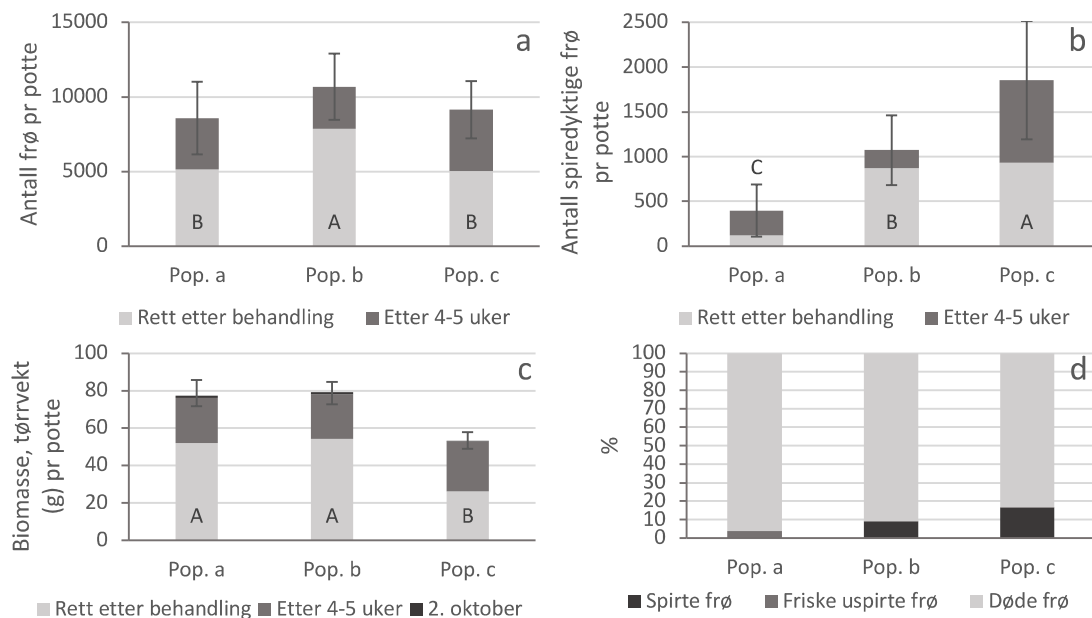 a
Antall frø pr potte
15000
10000
5000
0
B
A
B
Pop. a
Pop. b
Pop. c
Rett etter behandling
Etter 4-5 uker
b
Antall spiredyktige frø
pr potte
2500
2000
1500
1000
500
0
C
B
A
Pop. a
Pop. b
Pop. c
Rett etter behandling
Etter 4-5 uker
c
Biomasse, tørrvekt
(g) pr potte
100
80
60
40
20
0
A
A
B
Pop. a
Pop. b
Pop. c
Rett etter behandling
Etter 4-5 uker
2. oktober
d
%
100
90
80
70
60
50
40
30
20
10
0
Pop. a
Pop. b
Pop. c
Spirte frø
Friske uspirte frø
Døde frø